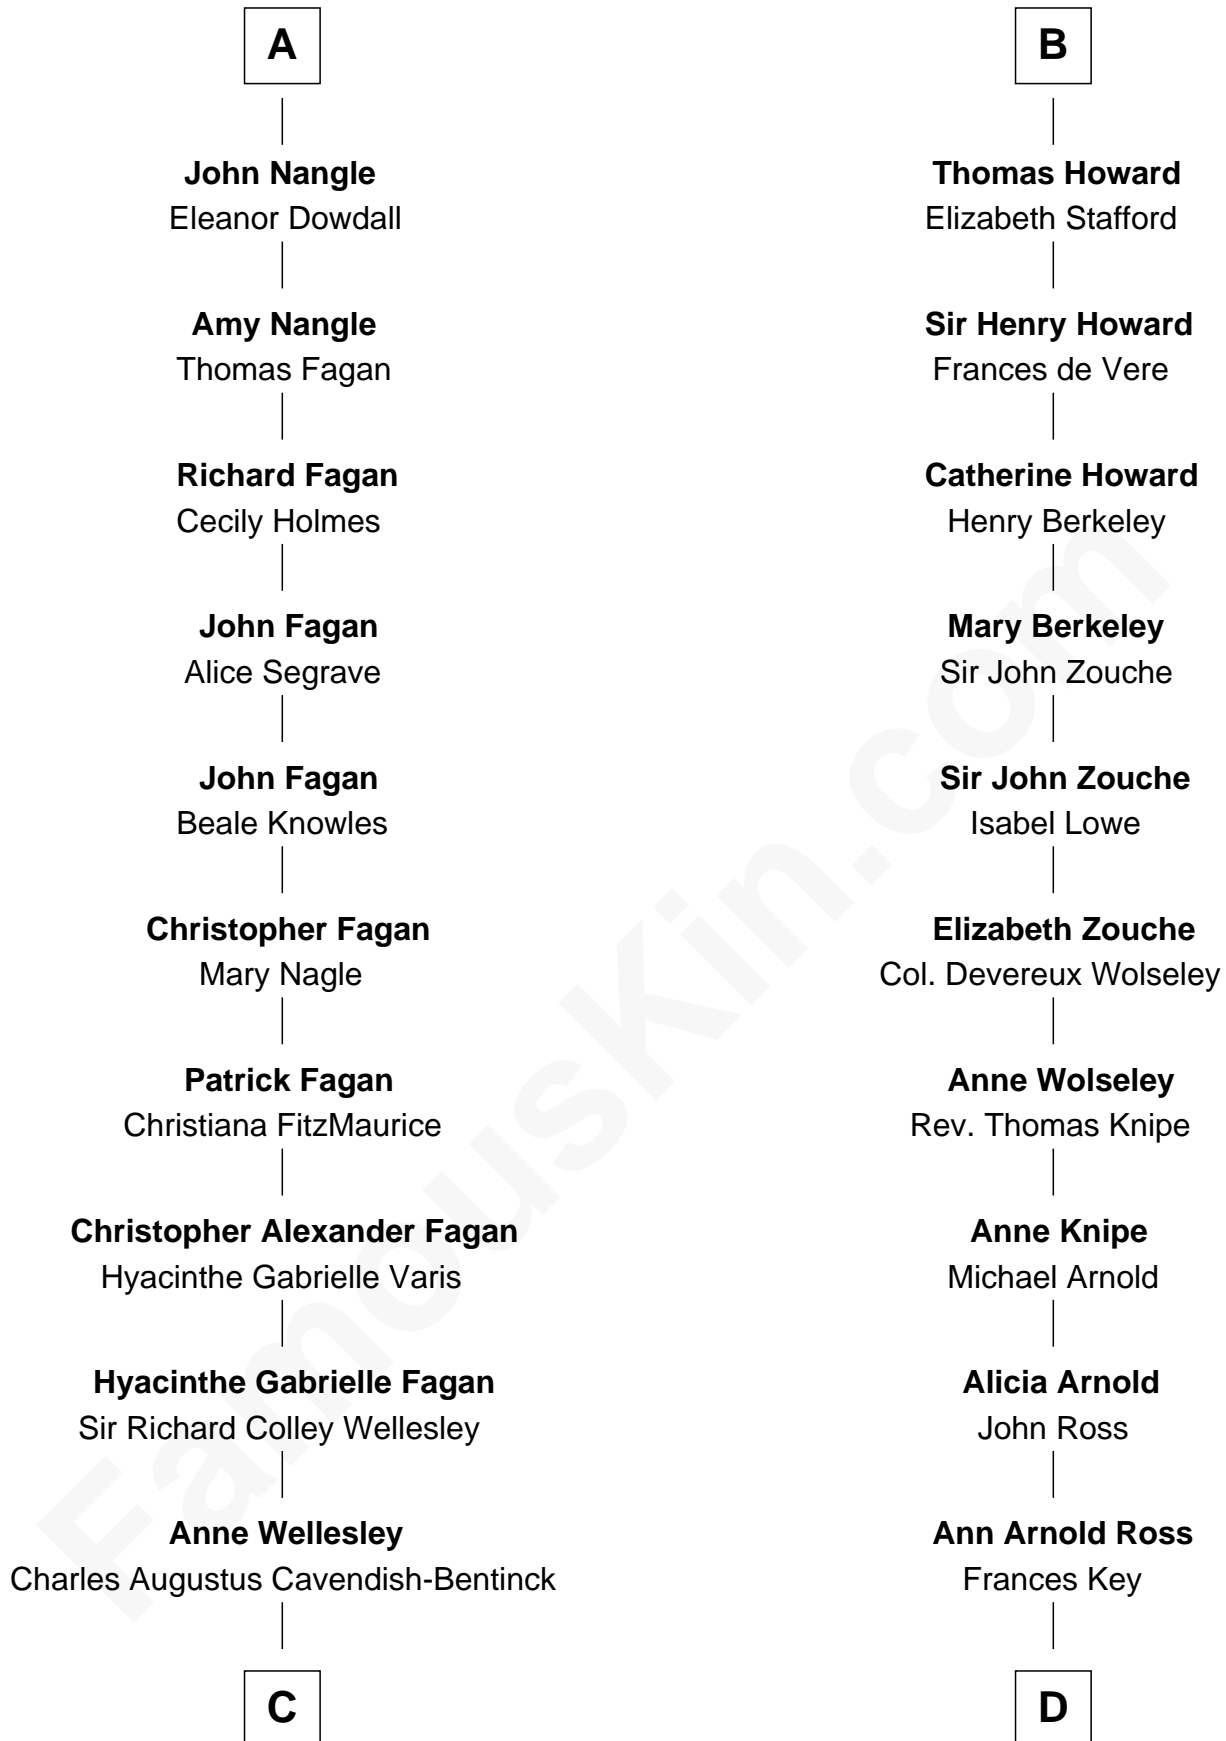 A
John Nangle
Eleanor Dowdall
Amy Nangle
Thomas Fagan
Richard Fagan
Cecily Holmes
John Fagan
Alice Segrave
John Fagan
Beale Knowles
Christopher Fagan
Mary Nagle
Patrick Fagan
Christiana FitzMaurice
Christopher Alexander Fagan
Hyacinthe Gabrielle Varis
Hyacinthe Gabrielle Fagan
Sir Richard Colley Wellesley
Anne Wellesley
Charles Augustus Cavendish-Bentinck
C
B
Thomas Howard
Elizabeth Stafford
Sir Henry Howard
Frances de Vere
Catherine Howard
Henry Berkeley
Mary Berkeley
Sir John Zouche
Sir John Zouche
Isabel Lowe
Elizabeth Zouche
Col. Devereux Wolseley
Anne Wolseley
Rev. Thomas Knipe
Anne Knipe
Michael Arnold
Alicia Arnold
John Ross
Ann Arnold Ross
Frances Key
D
FamousKin.com